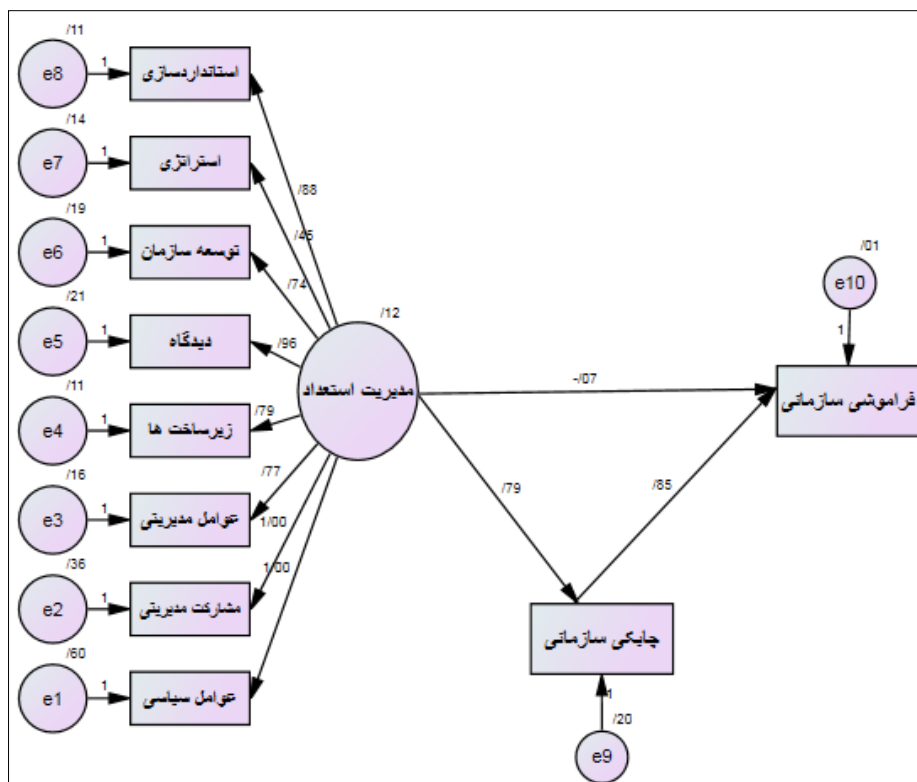 /11
e8
1
استانداردسازی
/14
e7
1
استراتژی
/88
/19
e6
1
توسعه سازمان
/45
/74
/21
e5
1
دیدگاه
/96
/12
مدیریت استعداد
/01
e10
1
-/07
فراموشی سازمانی
/11
e4
1
زیرساخت ها
/79
/16
e3
1
عوامل مدیریتی
/77
/79
/85
/36
e2
1
مشارکت مدیریتی
1/00
1/00
چابکی سازمانی
/60
e1
1
عوامل سیاسی
1
/20
e9